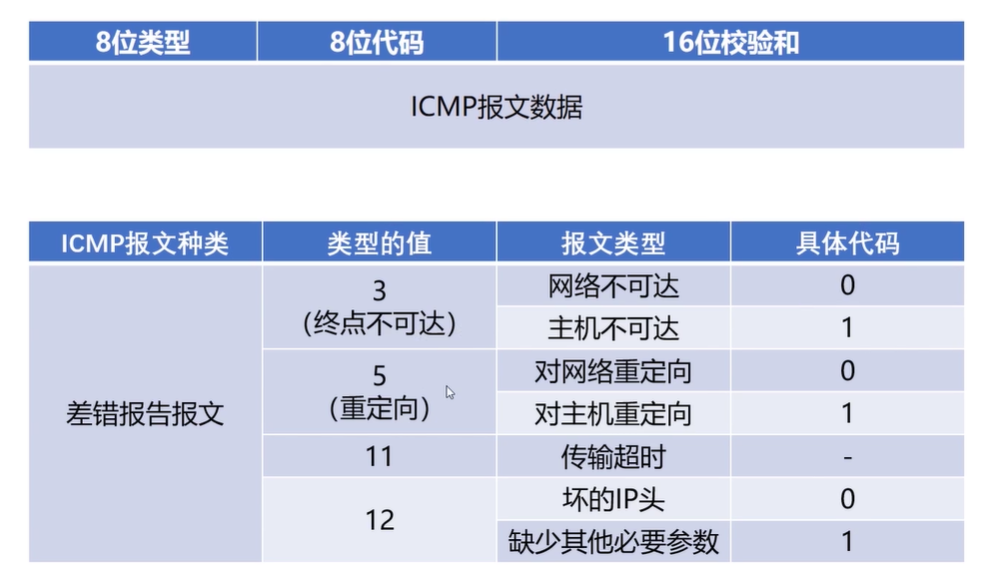 8位类型 8位代码 16位校验和
ICMP报文数据
ICMP报文种类 类型的值 报文类型 具体代码
差错报告报文
3
（终点不可达）
网络不可达 0
主机不可达 1
5
（重定向）
对网络重定向 0
对主机重定向 1
11 传输超时 -
12
坏的IP头 0
缺少其他必要参数 1